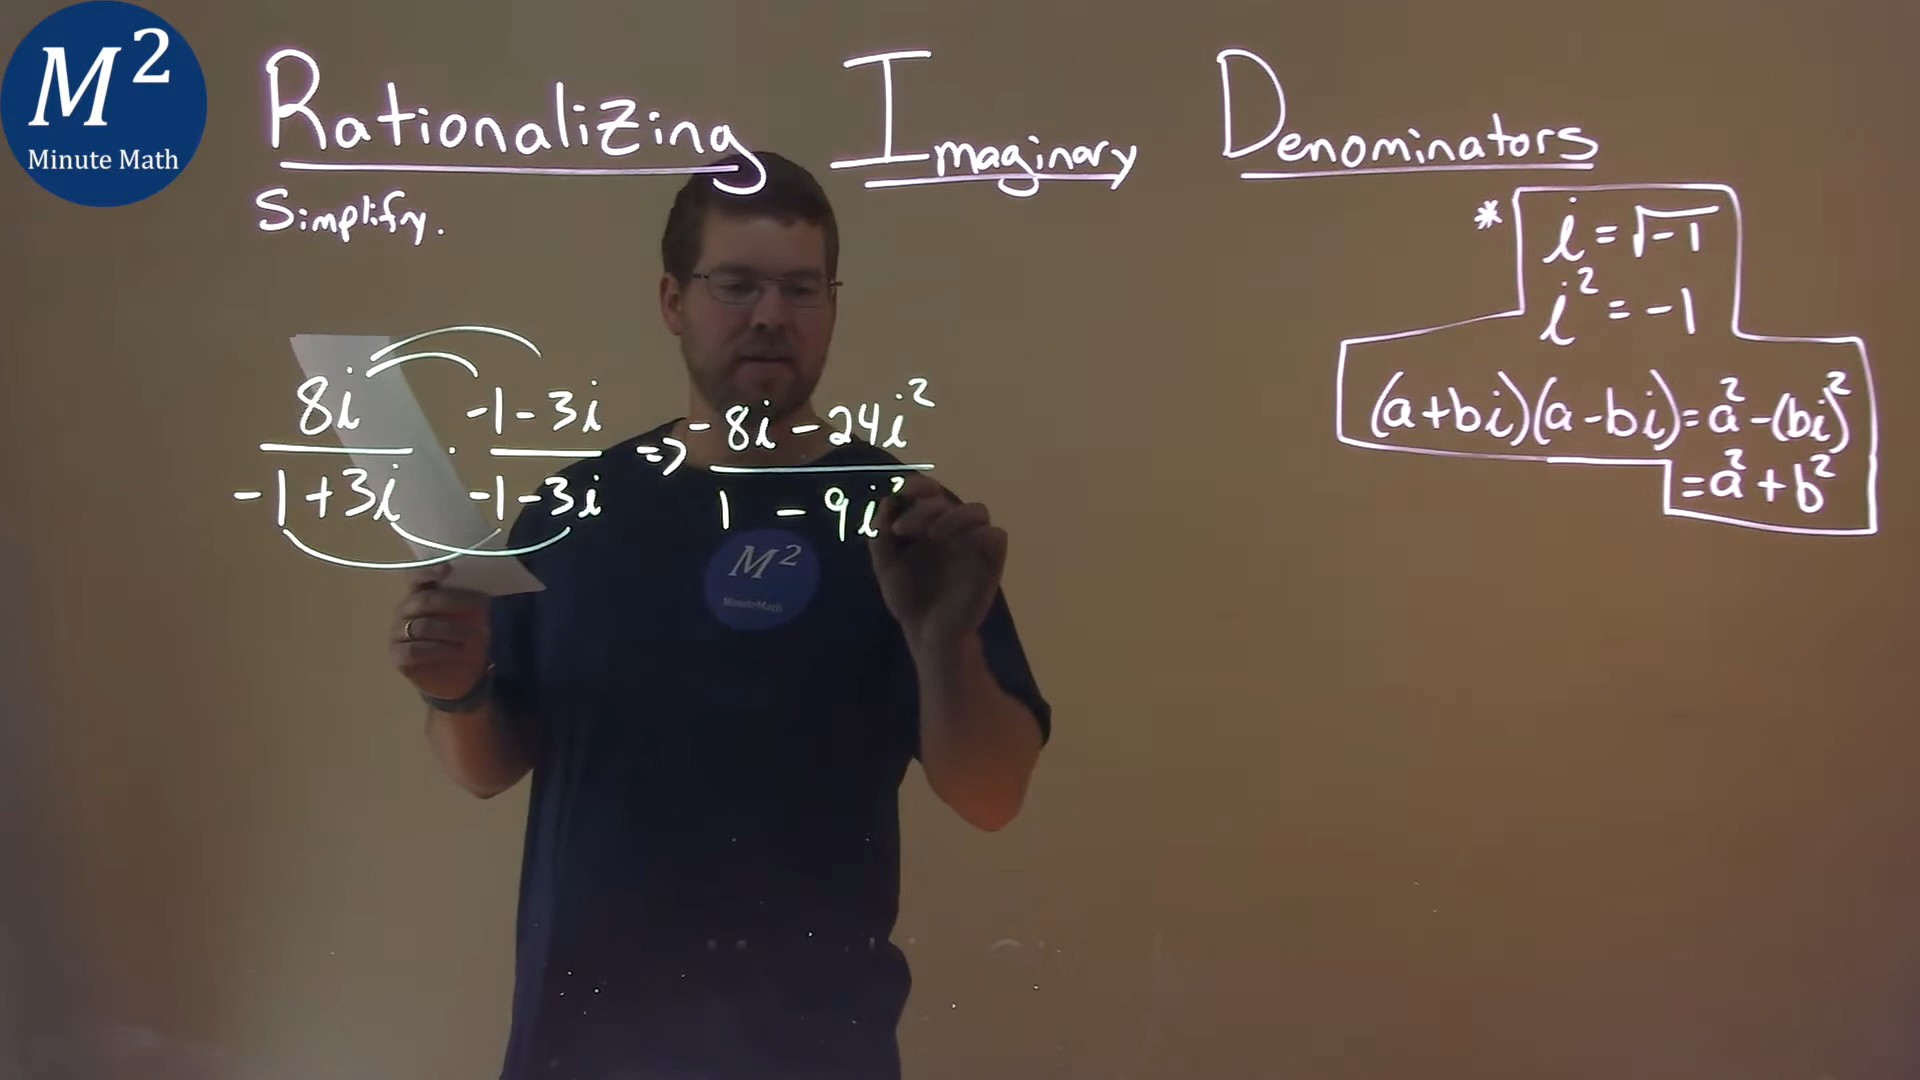 M²
Minute Math
Rationalizing Imaginary Denominators
Simplify.
* i = √-1
i² = -1
(a+bi)(a-bi) = a² - (bi)²
= a² + b²
8i/(-1+3i) · (-1-3i)/(-1-3i) => (-8i-24i²)/(1 - 9i²)
M²
MinuteMath